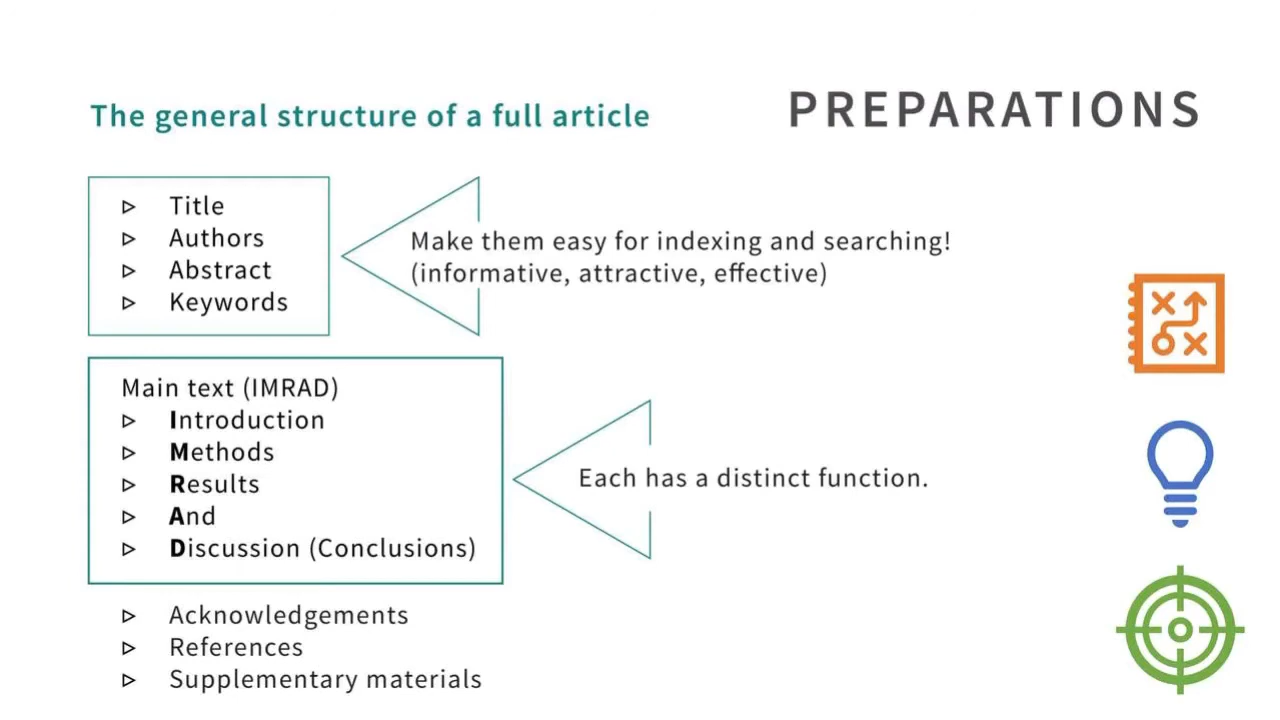 The general structure of a full article
PREPARATIONS
Title
Authors
Abstract
Keywords
Make them easy for indexing and searching!
(informative, attractive, effective)
Main text (IMRAD)
Introduction
Methods
Results
And
Discussion (Conclusions)
Each has a distinct function.
Acknowledgements
References
Supplementary materials